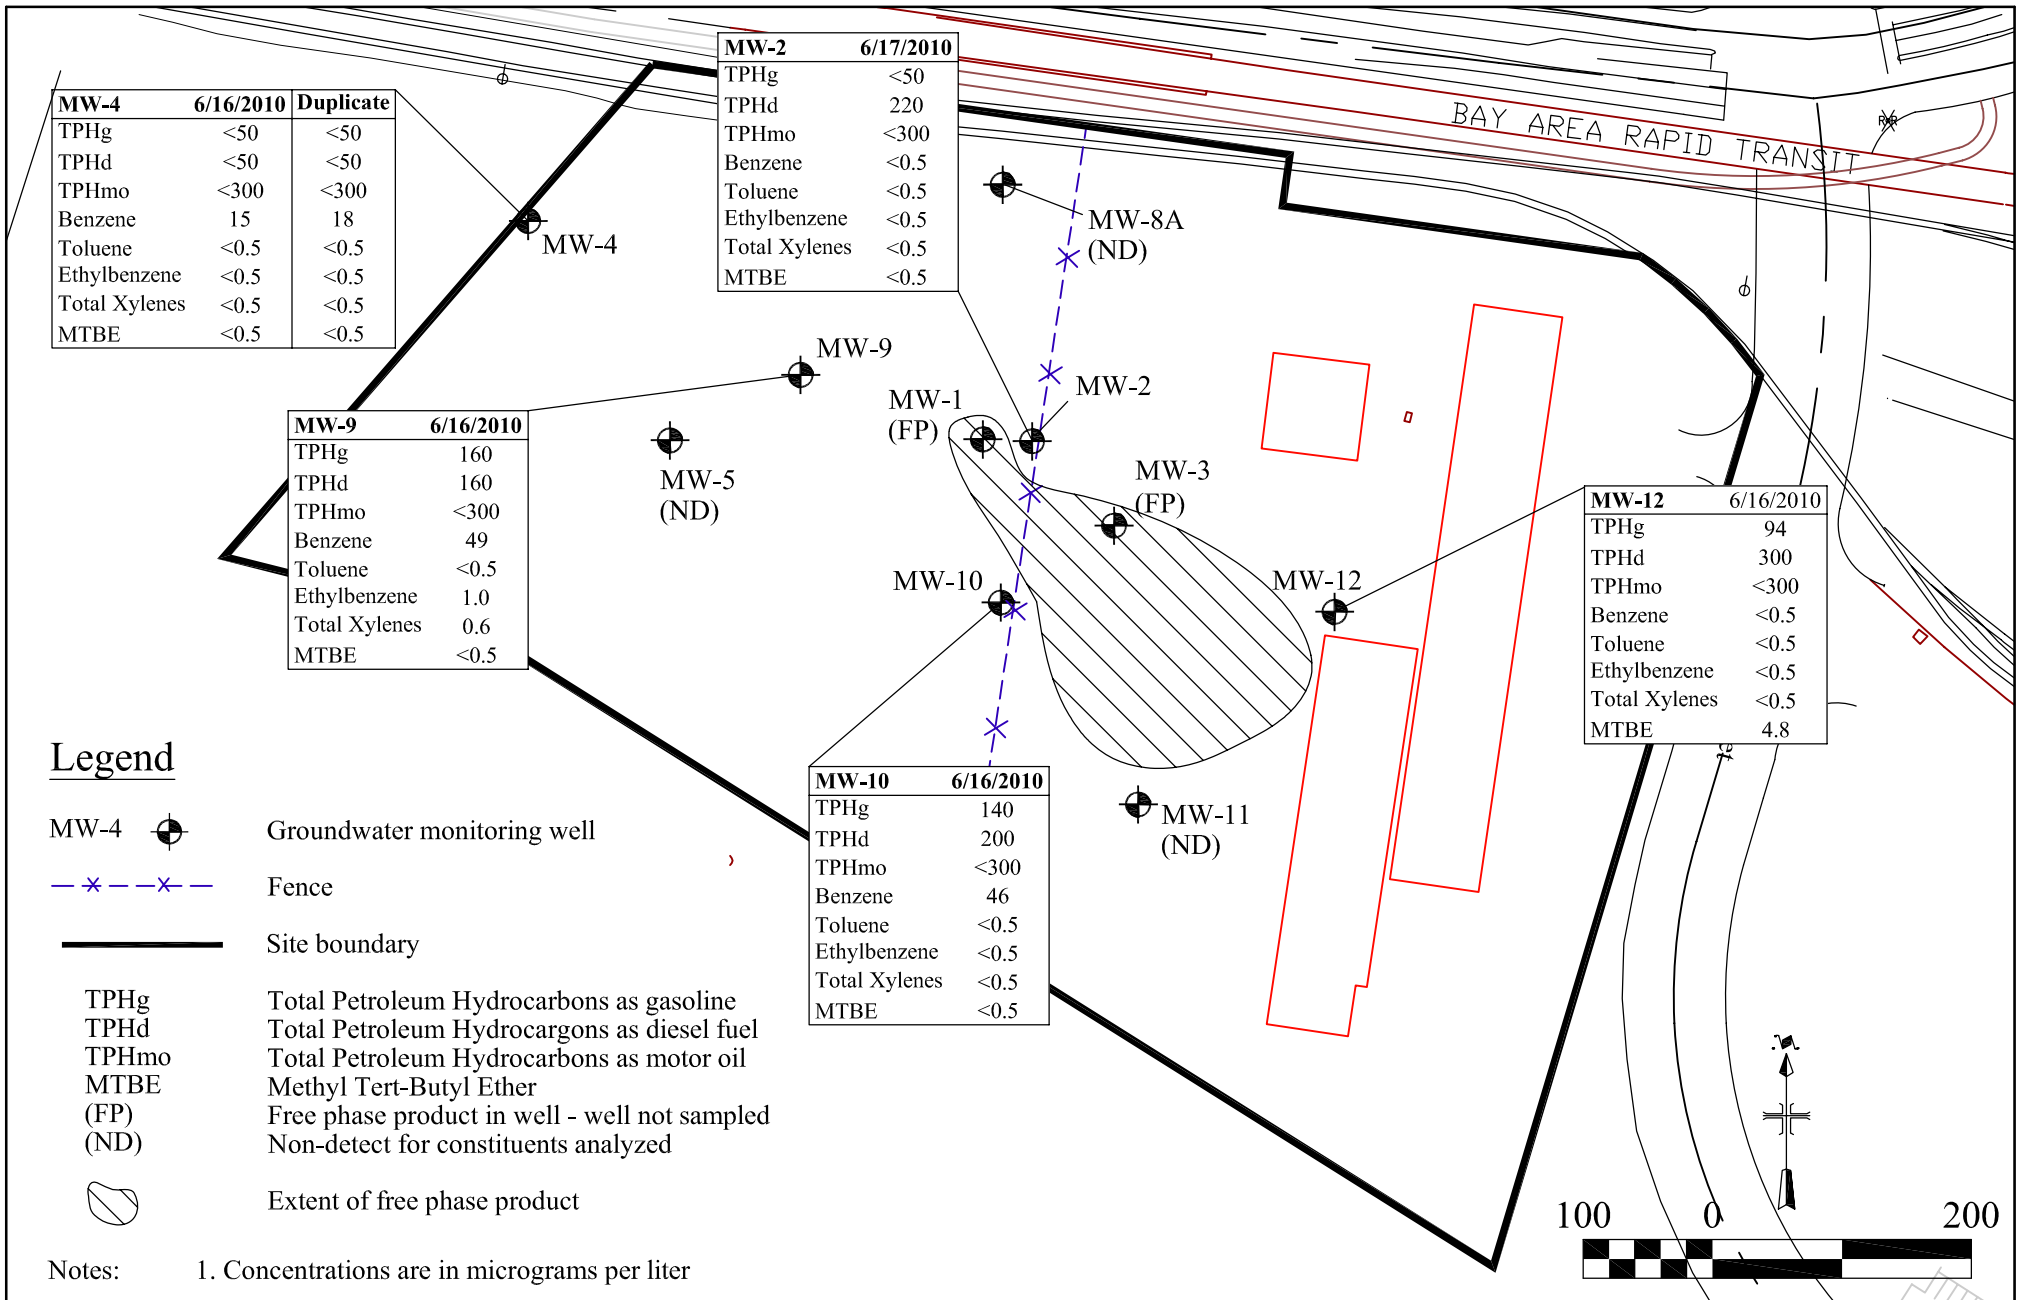 MW-4 6/16/2010 Duplicate
TPHg <50 <50
TPHd <50 <50
TPHmo <300 <300
Benzene 15 18
Toluene <0.5 <0.5
Ethylbenzene <0.5 <0.5
Total Xylenes <0.5 <0.5
MTBE <0.5 <0.5
MW-2 6/17/2010
TPHg <50
TPHd 220
TPHmo <300
Benzene <0.5
Toluene <0.5
Ethylbenzene <0.5
Total Xylenes <0.5
MTBE <0.5
BAY AREA RAPID TRANSIT
MW-4
MW-8A
(ND)
MW-9
MW-9 6/16/2010
TPHg 160
TPHd 160
TPHmo <300
Benzene 49
Toluene <0.5
Ethylbenzene 1.0
Total Xylenes 0.6
MTBE <0.5
MW-5
(ND)
MW-1
(FP)
MW-2
MW-3
(FP)
MW-10
MW-12
MW-12 6/16/2010
TPHg 94
TPHd 300
TPHmo <300
Benzene <0.5
Toluene <0.5
Ethylbenzene <0.5
Total Xylenes <0.5
MTBE 4.8
MW-10 6/16/2010
TPHg 140
TPHd 200
TPHmo <300
Benzene 46
Toluene <0.5
Ethylbenzene <0.5
Total Xylenes <0.5
MTBE <0.5
MW-11
(ND)
Legend
MW-4 Groundwater monitoring well
Fence
Site boundary
TPHg Total Petroleum Hydrocarbons as gasoline
TPHd Total Petroleum Hydrocargons as diesel fuel
TPHmo Total Petroleum Hydrocarbons as motor oil
MTBE Methyl Tert-Butyl Ether
(FP) Free phase product in well - well not sampled
(ND) Non-detect for constituents analyzed
Extent of free phase product
Notes: 1. Concentrations are in micrograms per liter
100 0 200